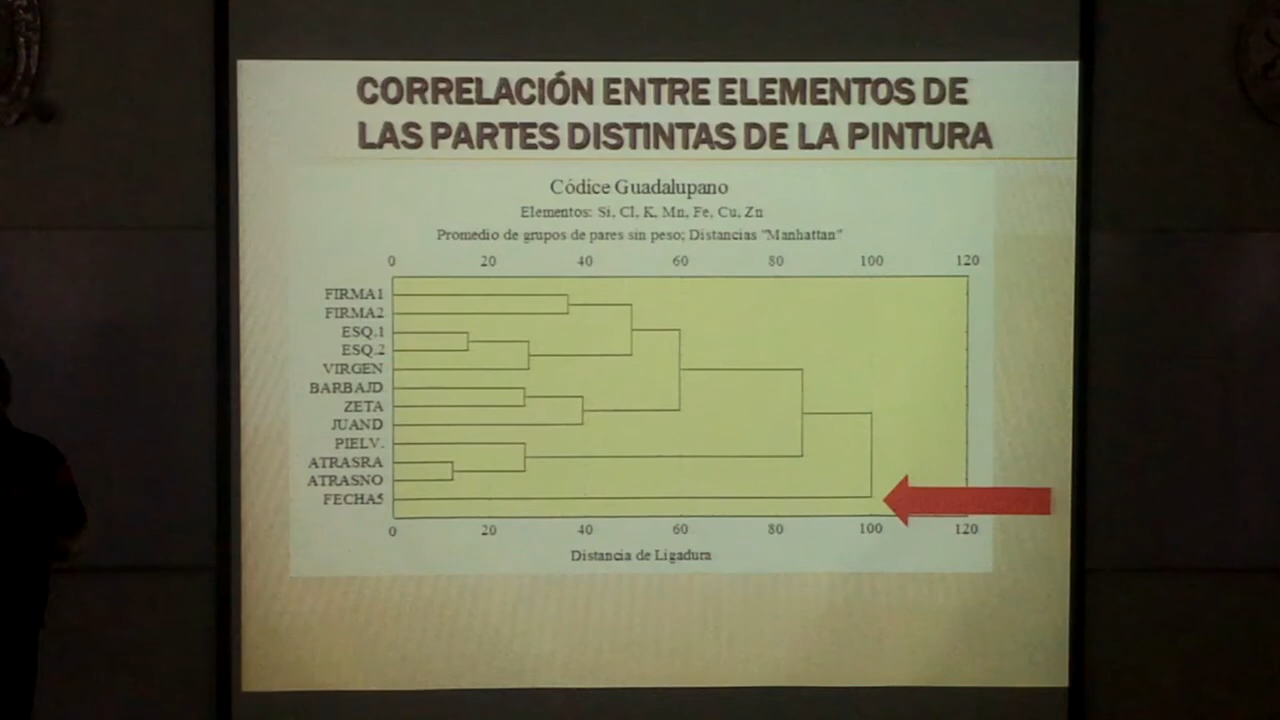 CORRELACIÓN ENTRE ELEMENTOS DE
LAS PARTES DISTINTAS DE LA PINTURA
Códice Guadalupano
Elementos: Si, Cl, K, Mn, Fe, Cu, Zn
Promedio de grupos de pares sin peso; Distancias "Manhattan"
0 20 40 60 80 100 120
FIRMA1
FIRMA2
ESQ.1
ESQ.2
VIRGEN
BARBAJD
ZETA
JUAND
PIELV.
ATRASRA
ATRASNO
FECHA5
0 20 40 60 80 100 120
Distancia de Ligadura